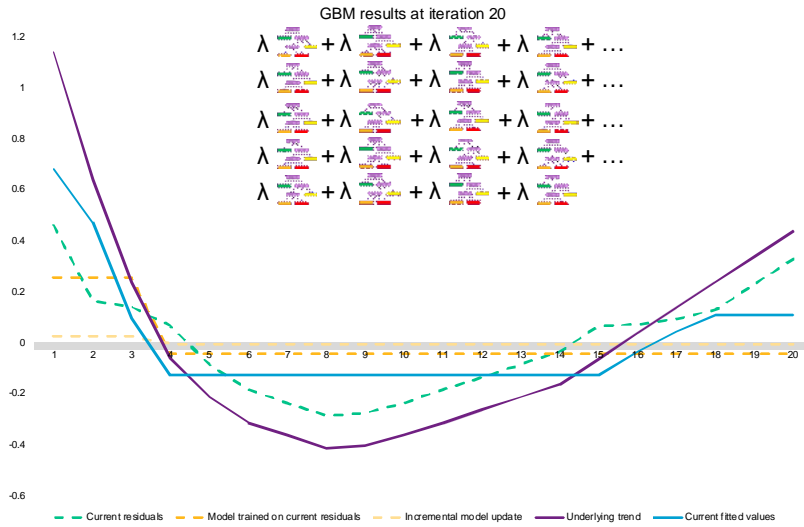 GBM results at iteration 20
λ + λ + λ + λ + ...
λ + λ + λ + λ + ...
λ + λ + λ + λ + ...
λ + λ + λ + λ + ...
λ + λ + λ + λ
1.2
1
0.8
0.6
0.4
0.2
0
-0.2
-0.4
-0.6
1 2 3 4 5 6 7 8 9 10 11 12 13 14 15 16 17 18 19 20
Current residuals Model trained on current residuals Incremental model update Underlying trend Current fitted values